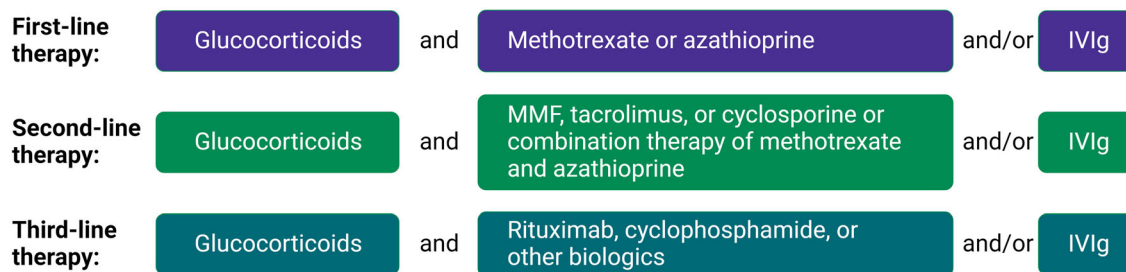 First-line therapy: Glucocorticoids and Methotrexate or azathioprine and/or IVIg
Second-line therapy: Glucocorticoids and MMF, tacrolimus, or cyclosporine or combination therapy of methotrexate and azathioprine and/or IVIg
Third-line therapy: Glucocorticoids and Rituximab, cyclophosphamide, or other biologics and/or IVIg